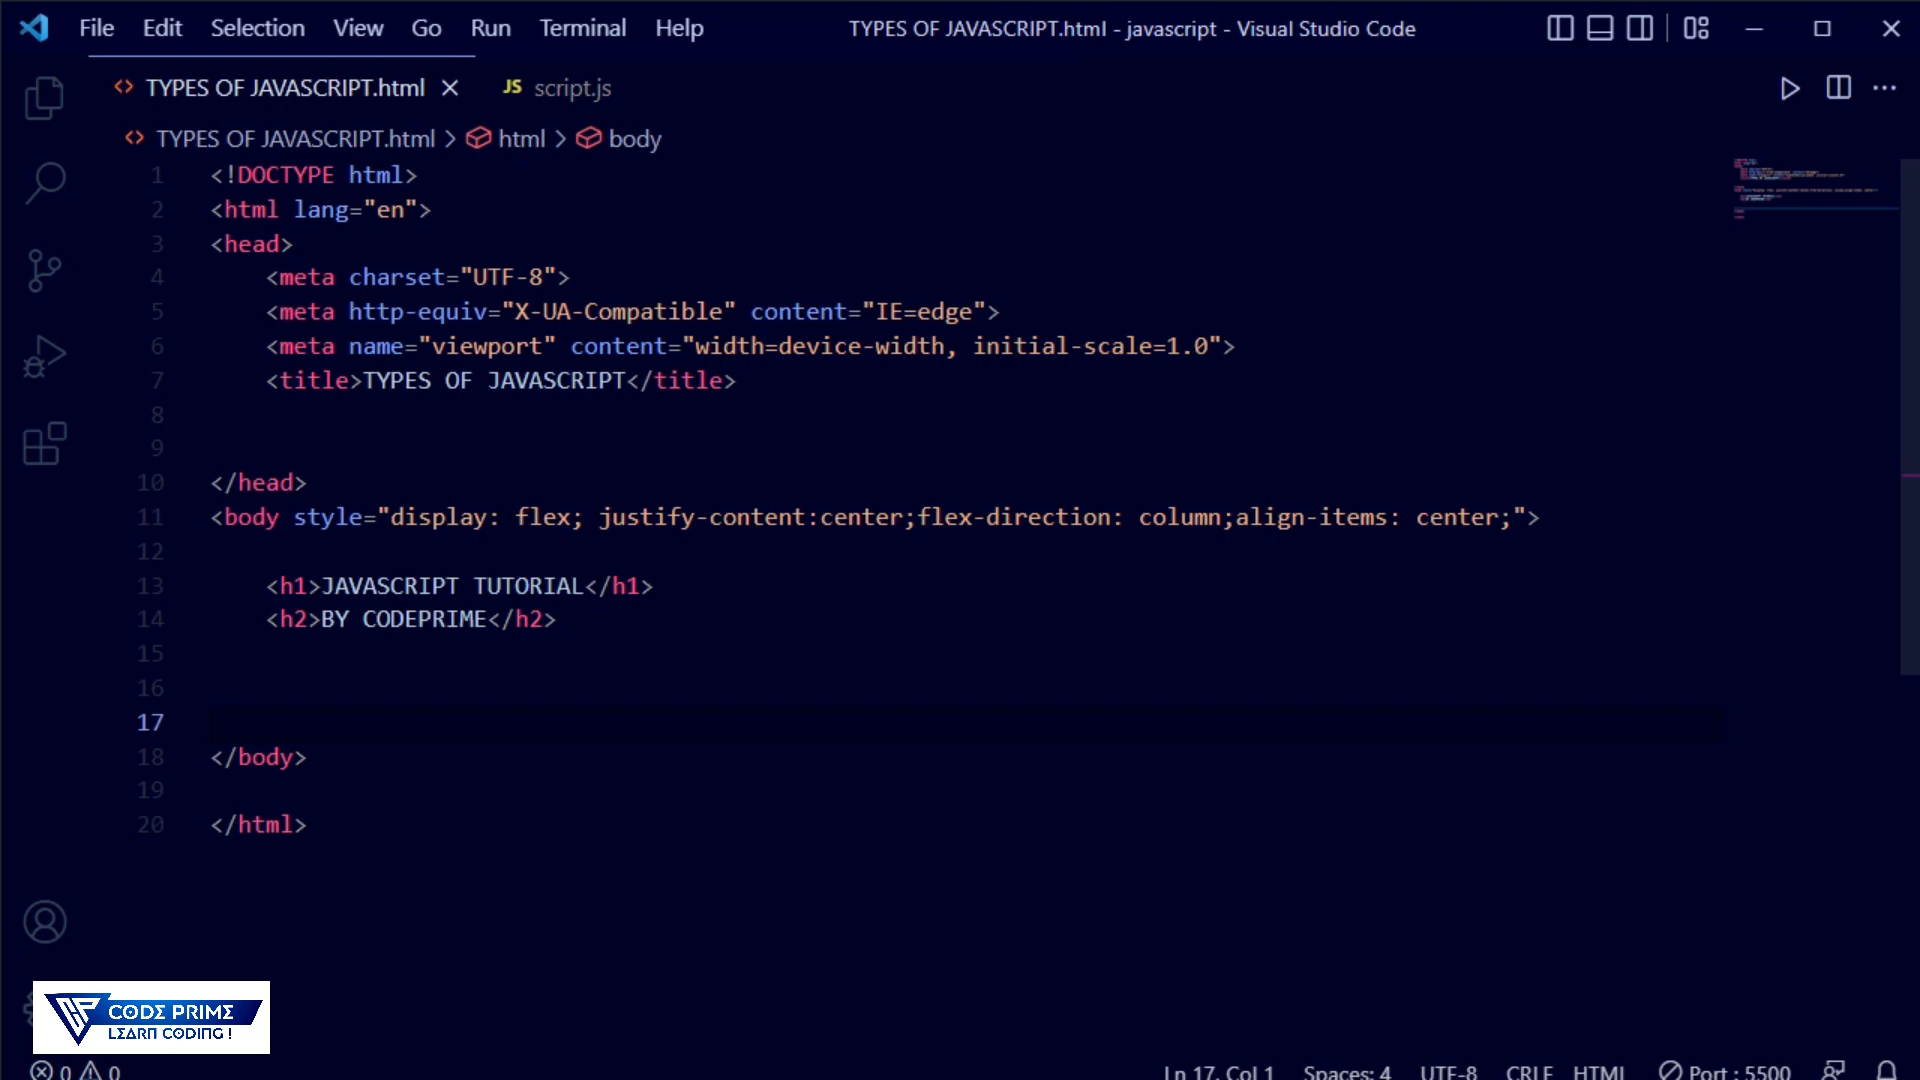 File Edit Selection View Go Run Terminal Help TYPES OF JAVASCRIPT.html - javascript - Visual Studio Code
TYPES OF JAVASCRIPT.html JS script.js
TYPES OF JAVASCRIPT.html > html > body
1 <!DOCTYPE html>
2 <html lang="en">
3 <head>
4 <meta charset="UTF-8">
5 <meta http-equiv="X-UA-Compatible" content="IE=edge">
6 <meta name="viewport" content="width=device-width, initial-scale=1.0">
7 <title>TYPES OF JAVASCRIPT</title>
8
9
10 </head>
11 <body style="display: flex; justify-content:center;flex-direction: column;align-items: center;">
12
13 <h1>JAVASCRIPT TUTORIAL</h1>
14 <h2>BY CODEPRIME</h2>
15
16
17
18 </body>
19
20 </html>
CODE PRIME
LEARN CODING !
0 0 Ln 17, Col 1 Spaces: 4 UTF-8 CRLF HTML Port : 5500